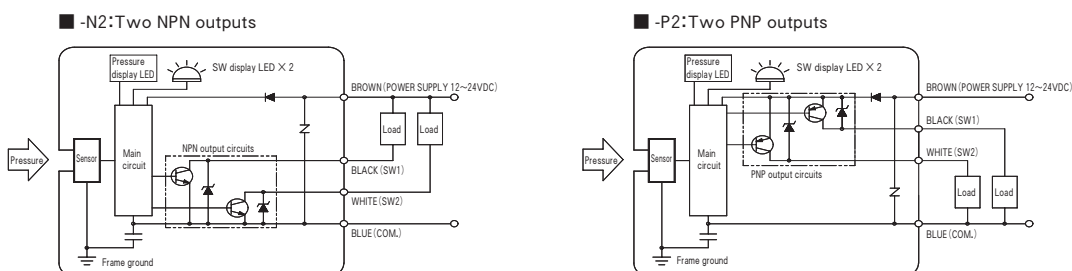 ■ -N2:Two NPN outputs
Pressure
display LED
SW display LED × 2
BROWN(POWER SUPPLY 12~24VDC)
Load
Load
Pressure
Sensor
Main
circuit
NPN output circuits
BLACK(SW1)
WHITE(SW2)
BLUE(COM.)
Frame ground
■ -P2:Two PNP outputs
Pressure
display LED
SW display LED × 2
BROWN(POWER SUPPLY 12~24VDC)
BLACK(SW1)
Pressure
Sensor
Main
circuit
WHITE(SW2)
PNP output circuits
Load
Load
BLUE(COM.)
Frame ground